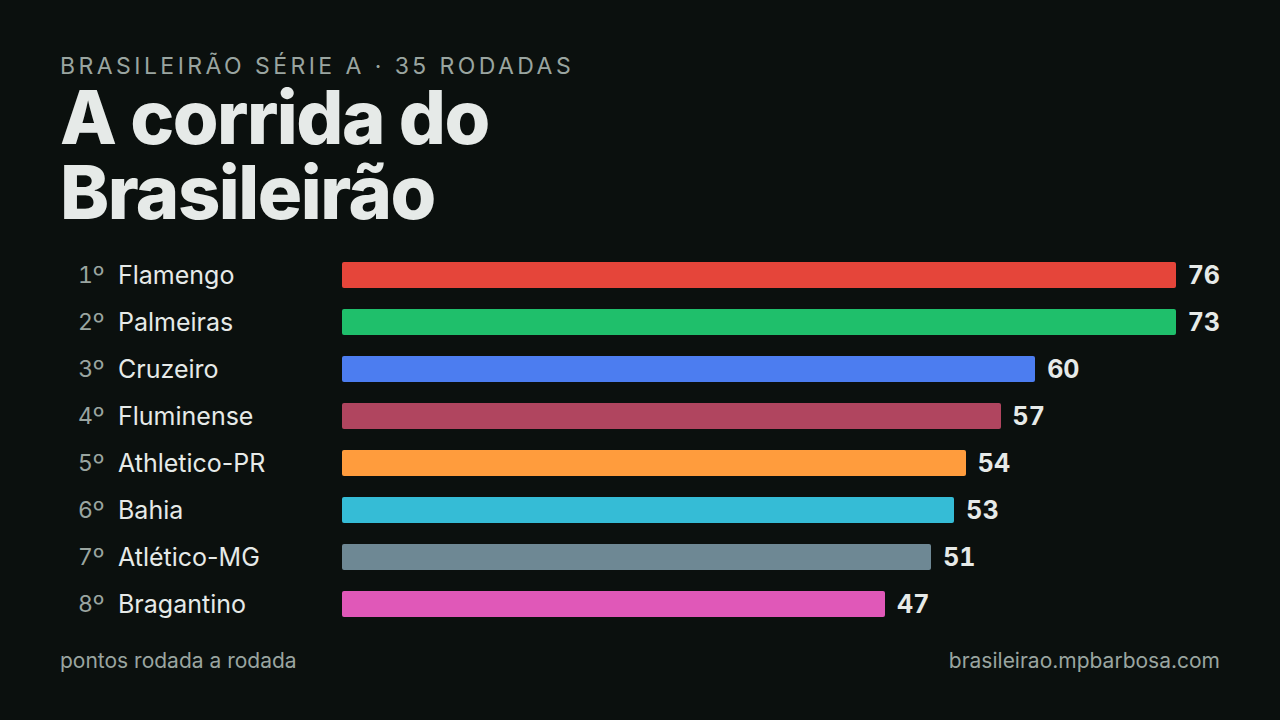 BRASILEIRÃO SÉRIE A · 35 RODADAS
A corrida do
Brasileirão
1º Flamengo 76
2º Palmeiras 73
3º Cruzeiro 60
4º Fluminense 57
5º Athletico-PR 54
6º Bahia 53
7º Atlético-MG 51
8º Bragantino 47
pontos rodada a rodada brasileirao.mpbarbosa.com